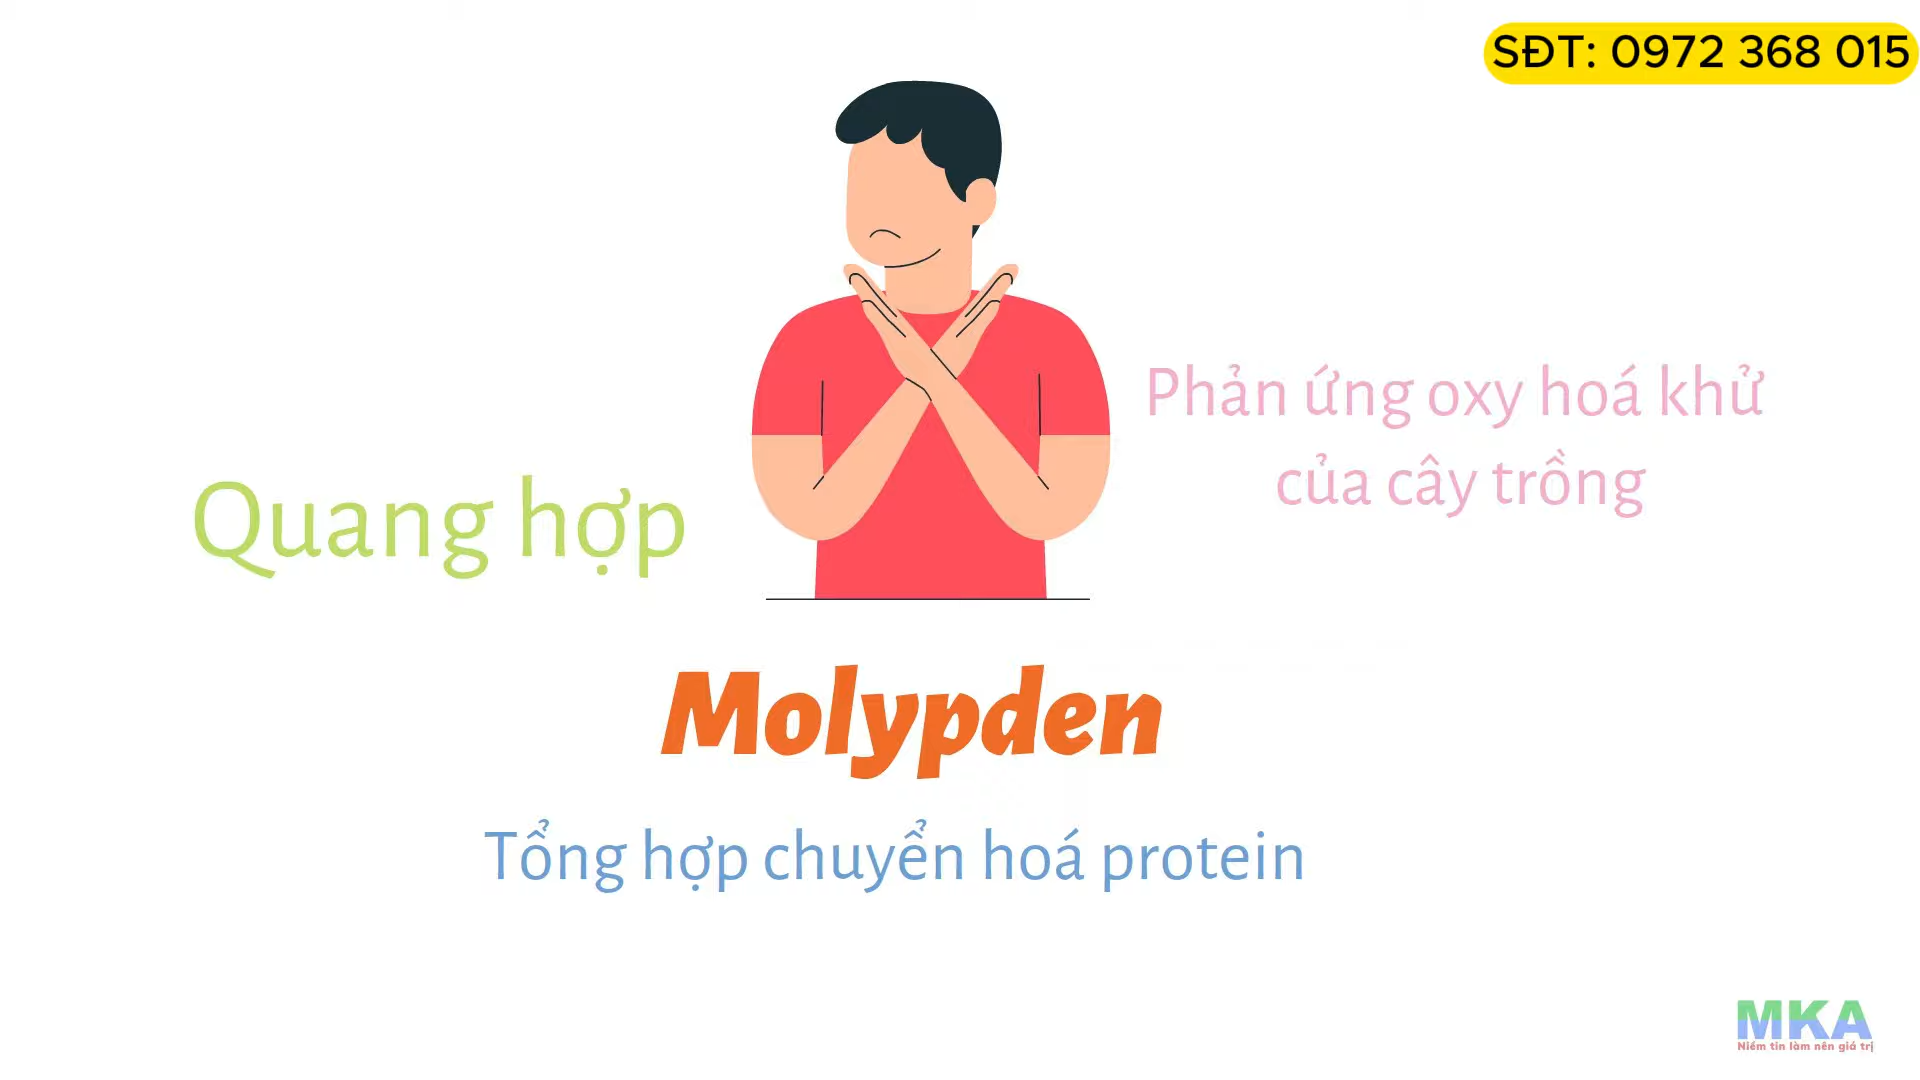 SĐT: 0972 368 015
Phản ứng oxy hoá khử
của cây trồng
Quang hợp
Molypden
Tổng hợp chuyển hoá protein
MKA
Niềm tin làm nên giá trị